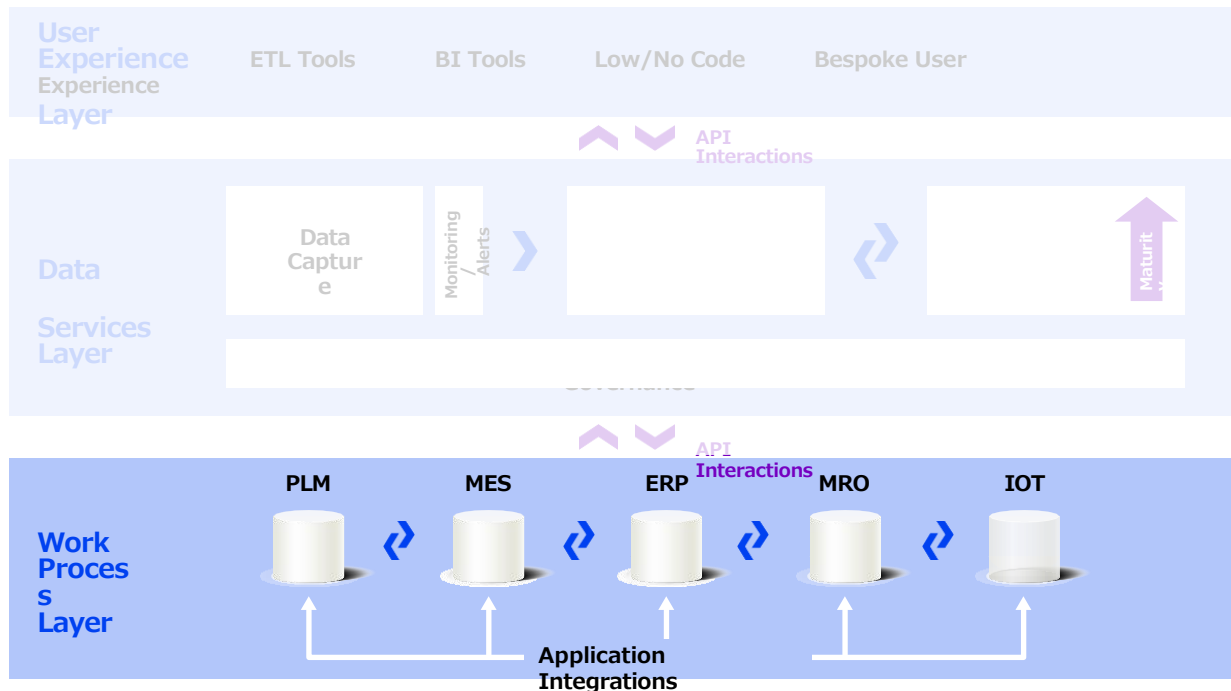 User
Experience
Experience
Layer
ETL Tools
BI Tools
Low/No Code
Bespoke User
API
Interactions
Data
Services
Layer
Data
Captur
e
Monitoring
/
Alerts
Maturit
API
Interactions
PLM
MES
ERP
MRO
IOT
Work
Proces
s
Layer
Application
Integrations